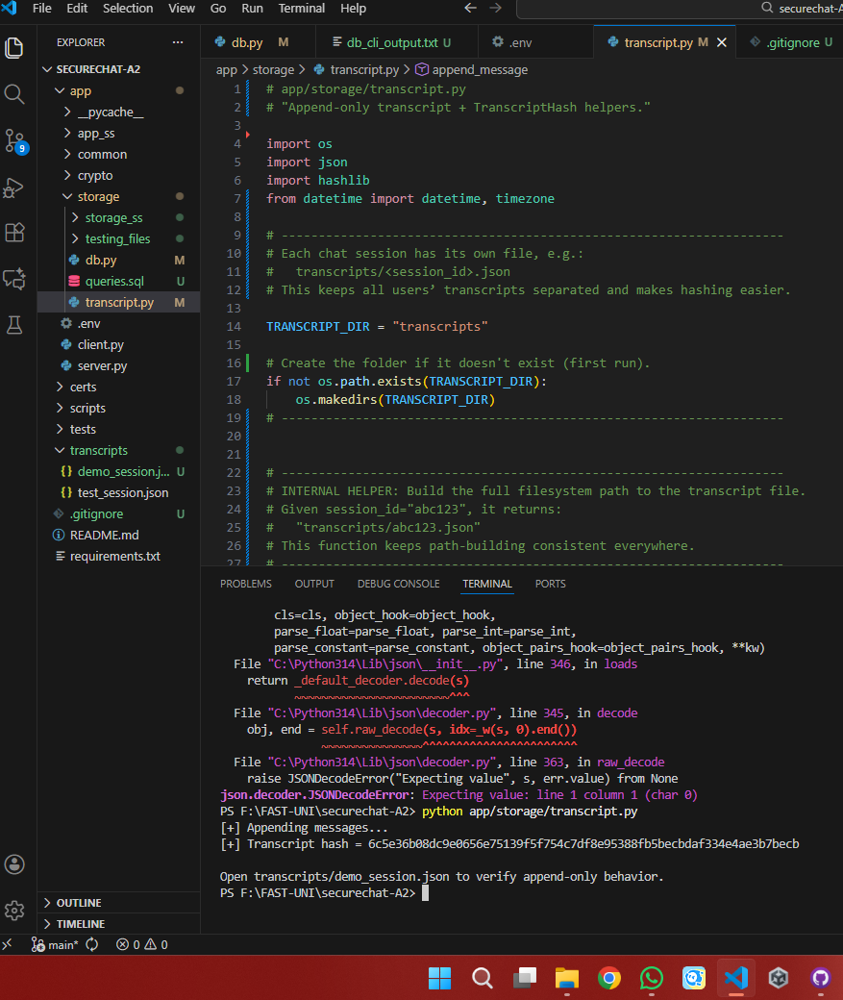 File Edit Selection View Go Run Terminal Help securechat-A
EXPLORER
SECURECHAT-A2
app
__pycache__
app_ss
common
crypto
storage
storage_ss
testing_files
db.py M
queries.sql U
transcript.py M
.env
client.py
server.py
certs
scripts
tests
transcripts
demo_session.j... U
test_session.json
.gitignore U
README.md
requirements.txt
OUTLINE
TIMELINE
9
db.py M db_cli_output.txt U .env transcript.py M .gitignore U
app > storage > transcript.py > append_message
1 # app/storage/transcript.py
2 # "Append-only transcript + TranscriptHash helpers."
3
4 import os
5 import json
6 import hashlib
7 from datetime import datetime, timezone
8
9 # --------------------------------------------------------------------
10 # Each chat session has its own file, e.g.:
11 #   transcripts/<session_id>.json
12 # This keeps all users’ transcripts separated and makes hashing easier.
13
14 TRANSCRIPT_DIR = "transcripts"
15
16 # Create the folder if it doesn't exist (first run).
17 if not os.path.exists(TRANSCRIPT_DIR):
18     os.makedirs(TRANSCRIPT_DIR)
19 # --------------------------------------------------------------------
20
21
22 # --------------------------------------------------------------------
23 # INTERNAL HELPER: Build the full filesystem path to the transcript file.
24 # Given session_id="abc123", it returns:
25 #   "transcripts/abc123.json"
26 # This function keeps path-building consistent everywhere.
27 # --------------------------------------------------------------------
PROBLEMS OUTPUT DEBUG CONSOLE TERMINAL PORTS
cls=cls, object_hook=object_hook,
parse_float=parse_float, parse_int=parse_int,
parse_constant=parse_constant, object_pairs_hook=object_pairs_hook, **kw)
File "C:\Python314\Lib\json\__init__.py", line 346, in loads
return _default_decoder.decode(s)
~~~~~~~~~~~~~~~~~~~~~~~^^^
File "C:\Python314\Lib\json\decoder.py", line 345, in decode
obj, end = self.raw_decode(s, idx=_w(s, 0).end())
~~~~~~~~~~~~~~~^^^^^^^^^^^^^^^^^^^^^^^
File "C:\Python314\Lib\json\decoder.py", line 363, in raw_decode
raise JSONDecodeError("Expecting value", s, err.value) from None
json.decoder.JSONDecodeError: Expecting value: line 1 column 1 (char 0)
PS F:\FAST-UNI\securechat-A2> python app/storage/transcript.py
[+] Appending messages...
[+] Transcript hash = 6c5e36b08dc9e0656e75139f5f754c7df8e95388fb5becbdaf334e4ae3b7becb
Open transcripts/demo_session.json to verify append-only behavior.
PS F:\FAST-UNI\securechat-A2>
main* 0 0